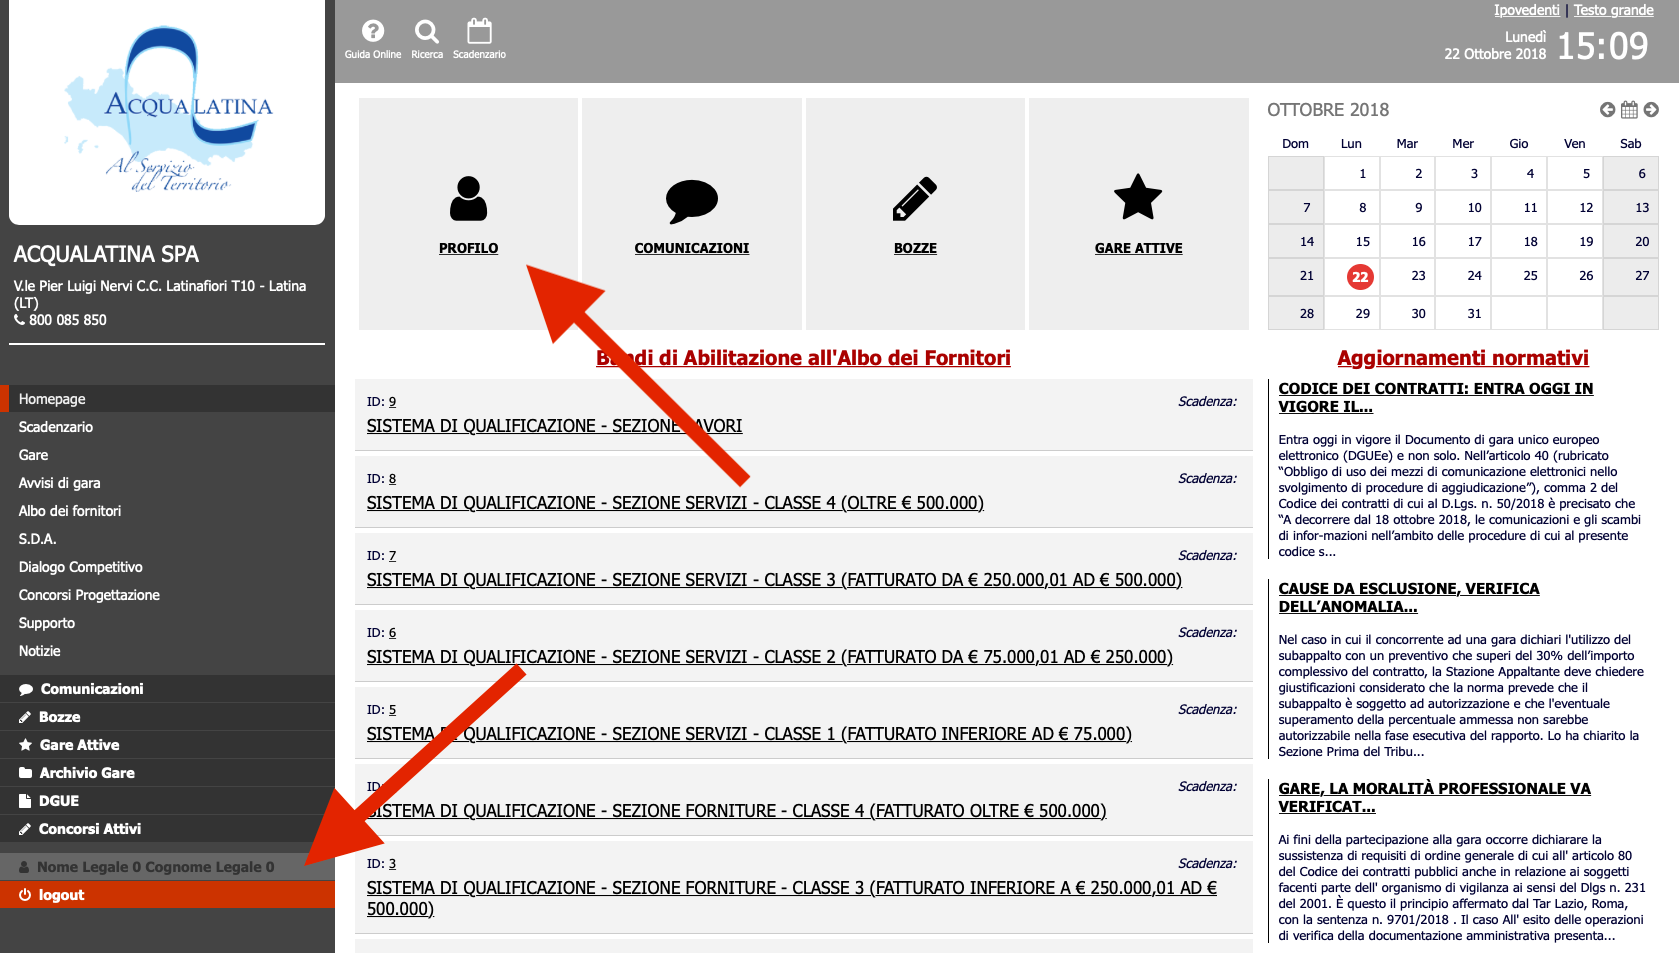 ACQUALATINA
Al Servizio
del Territorio
ACQUALATINA SPA
V.le Pier Luigi Nervi C.C. Latinafiori T10 - Latina
(LT)
800 085 850
Homepage
Scadenzario
Gare
Avvisi di gara
Albo dei fornitori
S.D.A.
Dialogo Competitivo
Concorsi Progettazione
Supporto
Notizie
Comunicazioni
Bozze
Gare Attive
Archivio Gare
DGUE
Concorsi Attivi
Nome Legale 0 Cognome Legale 0
logout
Guida Online Ricerca Scadenzario
Ipovedenti | Testo grande
Lunedì
22 Ottobre 2018
15:09
PROFILO
COMUNICAZIONI
BOZZE
GARE ATTIVE
OTTOBRE 2018
Dom Lun Mar Mer Gio Ven Sab
1 2 3 4 5 6
7 8 9 10 11 12 13
14 15 16 17 18 19 20
21 22 23 24 25 26 27
28 29 30 31
Bandi di Abilitazione all'Albo dei Fornitori
ID: 9 Scadenza:
SISTEMA DI QUALIFICAZIONE - SEZIONE LAVORI
ID: 8 Scadenza:
SISTEMA DI QUALIFICAZIONE - SEZIONE SERVIZI - CLASSE 4 (OLTRE € 500.000)
ID: 7 Scadenza:
SISTEMA DI QUALIFICAZIONE - SEZIONE SERVIZI - CLASSE 3 (FATTURATO DA € 250.000,01 AD € 500.000)
ID: 6 Scadenza:
SISTEMA DI QUALIFICAZIONE - SEZIONE SERVIZI - CLASSE 2 (FATTURATO DA € 75.000,01 AD € 250.000)
ID: 5 Scadenza:
SISTEMA DI QUALIFICAZIONE - SEZIONE SERVIZI - CLASSE 1 (FATTURATO INFERIORE AD € 75.000)
ID: Scadenza:
SISTEMA DI QUALIFICAZIONE - SEZIONE FORNITURE - CLASSE 4 (FATTURATO OLTRE € 500.000)
ID: 3 Scadenza:
SISTEMA DI QUALIFICAZIONE - SEZIONE FORNITURE - CLASSE 3 (FATTURATO INFERIORE A € 250.000,01 AD €
500.000)
Aggiornamenti normativi
CODICE DEI CONTRATTI: ENTRA OGGI IN
VIGORE IL...
Entra oggi in vigore il Documento di gara unico europeo
elettronico (DGUEe) e non solo. Nell’articolo 40 (rubricato
“Obbligo di uso dei mezzi di comunicazione elettronici nello
svolgimento di procedure di aggiudicazione”), comma 2 del
Codice dei contratti di cui al D.Lgs. n. 50/2018 è precisato che
“A decorrere dal 18 ottobre 2018, le comunicazioni e gli scambi
di infor-mazioni nell’ambito delle procedure di cui al presente
codice s...
CAUSE DA ESCLUSIONE, VERIFICA
DELL’ANOMALIA...
Nel caso in cui il concorrente ad una gara dichiari l'utilizzo del
subappalto con un preventivo che superi del 30% dell’importo
complessivo del contratto, la Stazione Appaltante deve chiedere
giustificazioni considerato che la norma prevede che il
subappalto è soggetto ad autorizzazione e che l'eventuale
superamento della percentuale ammessa non sarebbe
autorizzabile nella fase esecutiva del rapporto. Lo ha chiarito la
Sezione Prima del Tribu...
GARE, LA MORALITÀ PROFESSIONALE VA
VERIFICAT...
Ai fini della partecipazione alla gara occorre dichiarare la
sussistenza di requisiti di ordine generale di cui all' articolo 80
del Codice dei contratti pubblici anche in relazione ai soggetti
facenti parte dell' organismo di vigilanza ai sensi del Dlgs n. 231
del 2001. È questo il principio affermato dal Tar Lazio, Roma,
con la sentenza n. 9701/2018 . Il caso All' esito delle operazioni
di verifica della documentazione amministrativa presenta...